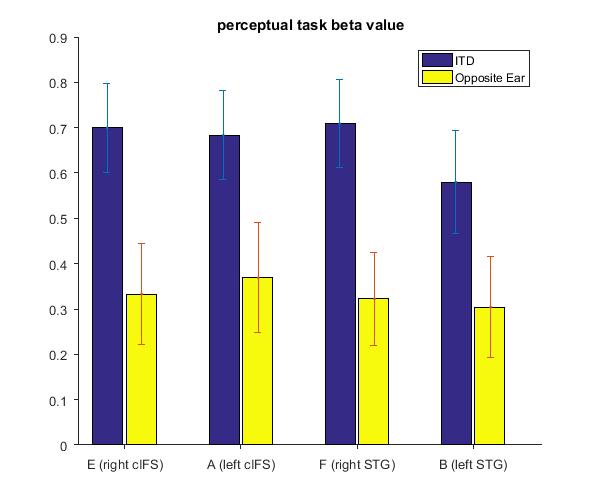 perceptual task beta value
0.9
0.8
0.7
0.6
0.5
0.4
0.3
0.2
0.1
0
ITD
Opposite Ear
E (right cIFS)
A (left cIFS)
F (right STG)
B (left STG)